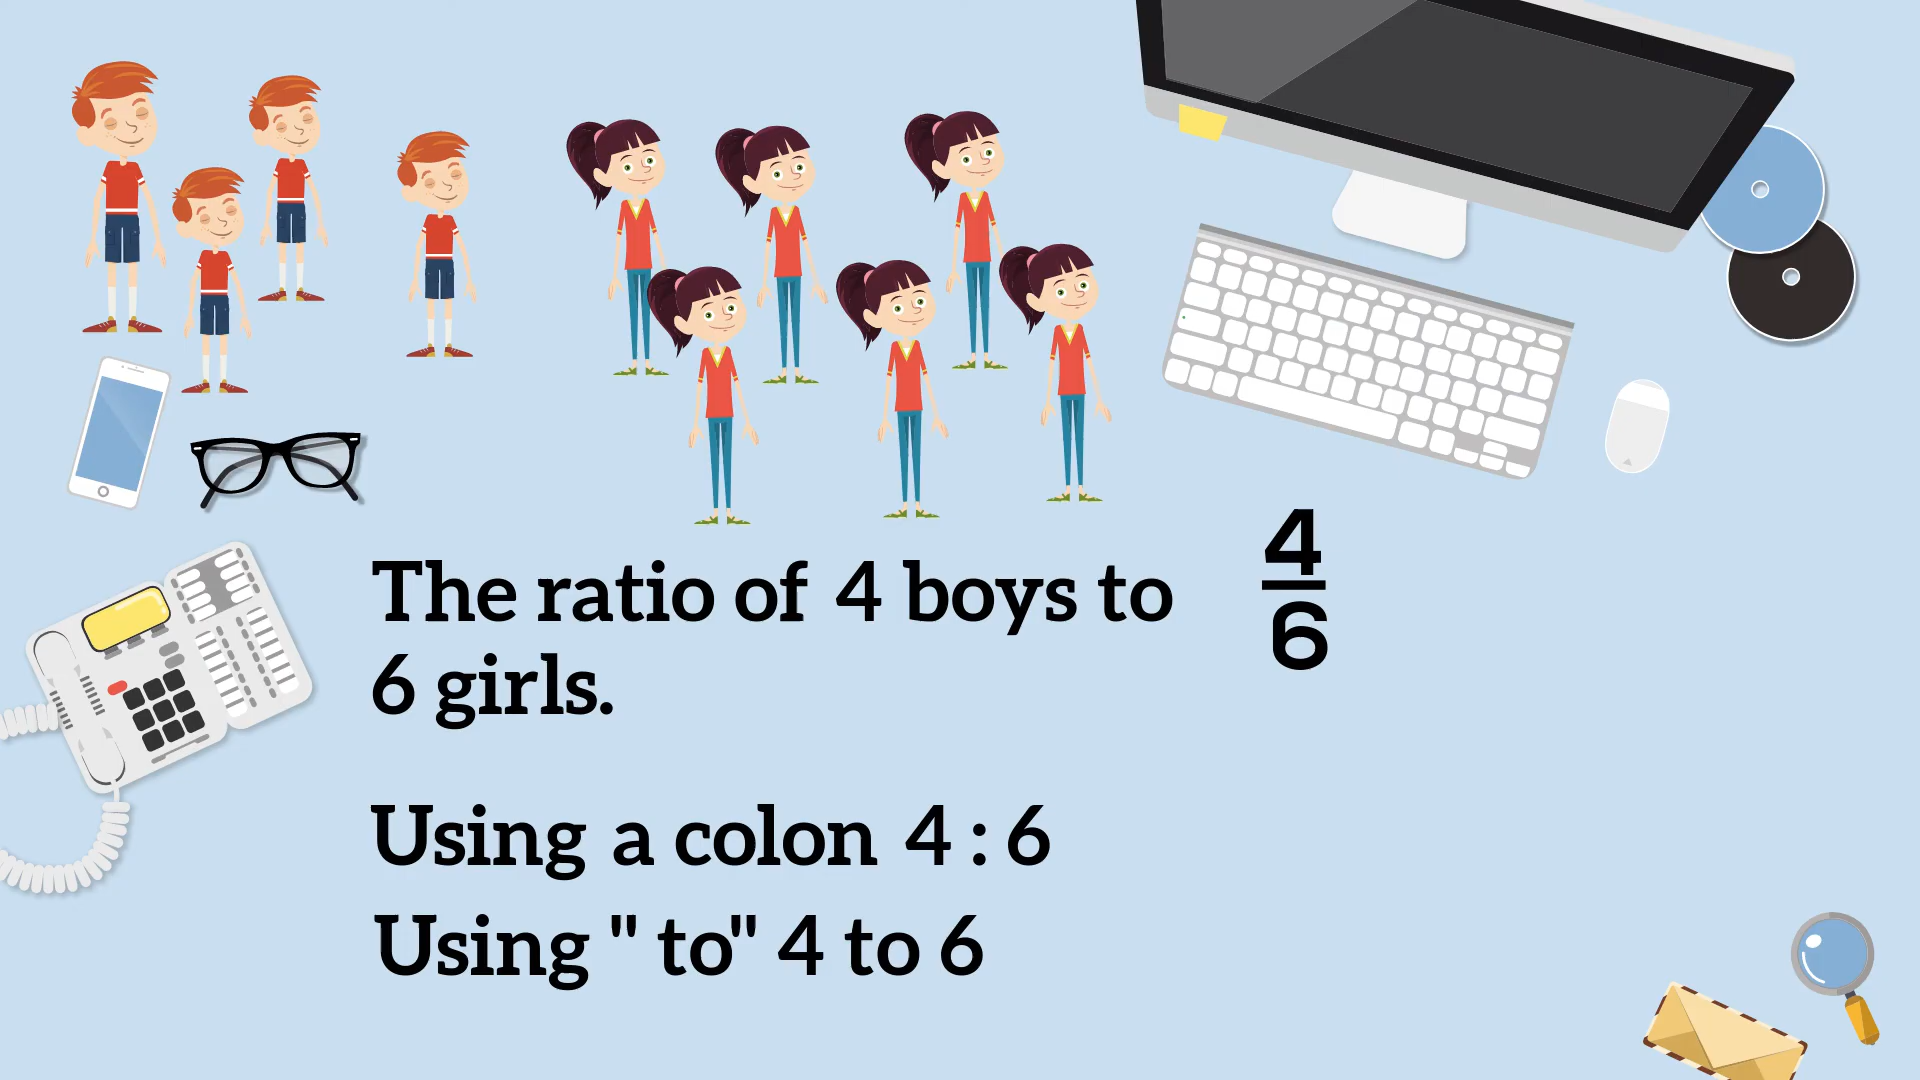 The ratio of 4 boys to
6 girls.
4
6
Using a colon 4 : 6
Using " to" 4 to 6